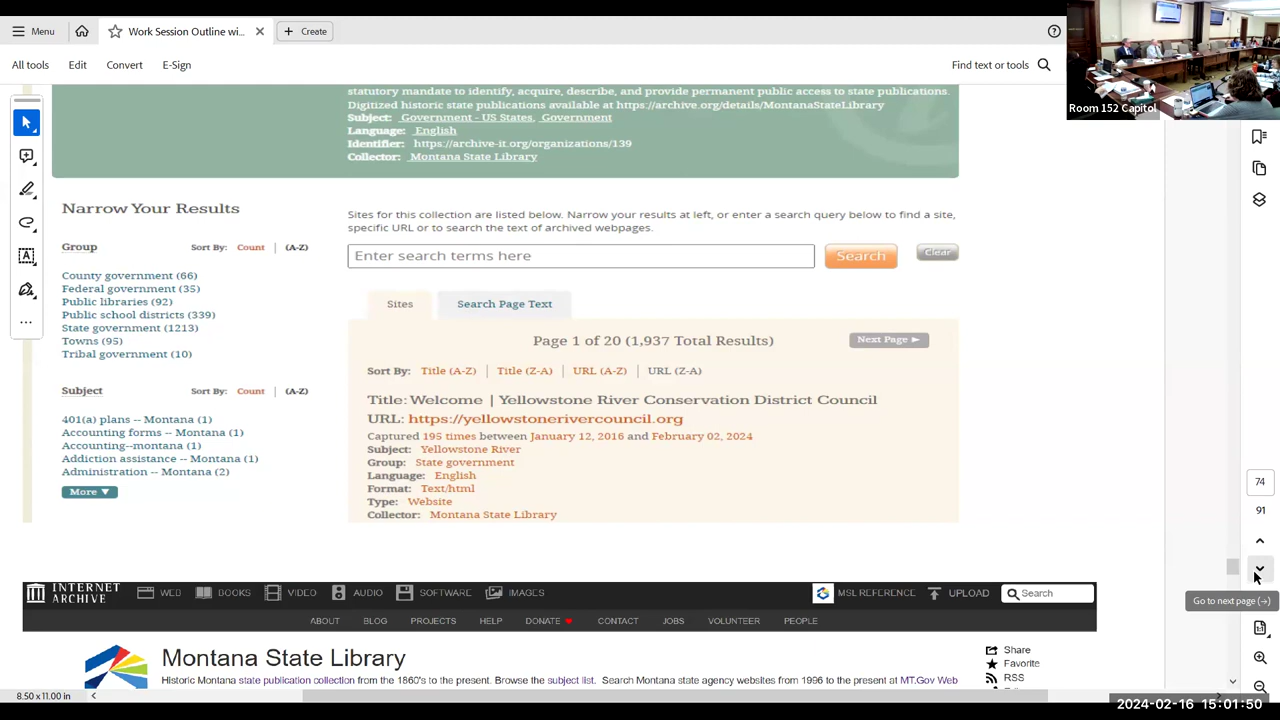 Menu
Work Session Outline wi...
Create
All tools
Edit
Convert
E-Sign
Find text or tools
Room 152 Capitol
statutory mandate to identify, acquire, describe, and provide permanent public access to state publications.
Digitized historic state publications available at https://archive.org/details/MontanaStateLibrary
Subject: Government - US States, Government
Language: English
Identifier: https://archive-it.org/organizations/139
Collector: Montana State Library
Narrow Your Results
Group Sort By: Count | (A-Z)
County government (66)
Federal government (35)
Public libraries (92)
Public school districts (339)
State government (1213)
Towns (95)
Tribal government (10)
Subject Sort By: Count | (A-Z)
401(a) plans -- Montana (1)
Accounting forms -- Montana (1)
Accounting--montana (1)
Addiction assistance -- Montana (1)
Administration -- Montana (2)
More ▼
Sites for this collection are listed below. Narrow your results at left, or enter a search query below to find a site,
specific URL or to search the text of archived webpages.
Enter search terms here
Search
Clear
Sites
Search Page Text
Page 1 of 20 (1,937 Total Results)
Next Page ►
Sort By: Title (A-Z) | Title (Z-A) | URL (A-Z) | URL (Z-A)
Title: Welcome | Yellowstone River Conservation District Council
URL: https://yellowstonerivercouncil.org
Captured 195 times between January 12, 2016 and February 02, 2024
Subject: Yellowstone River
Group: State government
Language: English
Format: Text/html
Type: Website
Collector: Montana State Library
74
91
Go to next page (→)
INTERNET ARCHIVE
WEB
BOOKS
VIDEO
AUDIO
SOFTWARE
IMAGES
MSL REFERENCE
UPLOAD
Search
ABOUT
BLOG
PROJECTS
HELP
DONATE
CONTACT
JOBS
VOLUNTEER
PEOPLE
Montana State Library
Historic Montana state publication collection from the 1860's to the present. Browse the subject list. Search Montana state agency websites from 1996 to the present at MT.Gov Web
Share
Favorite
RSS
8.50 x 11.00 in
2024-02-16 15:01:50